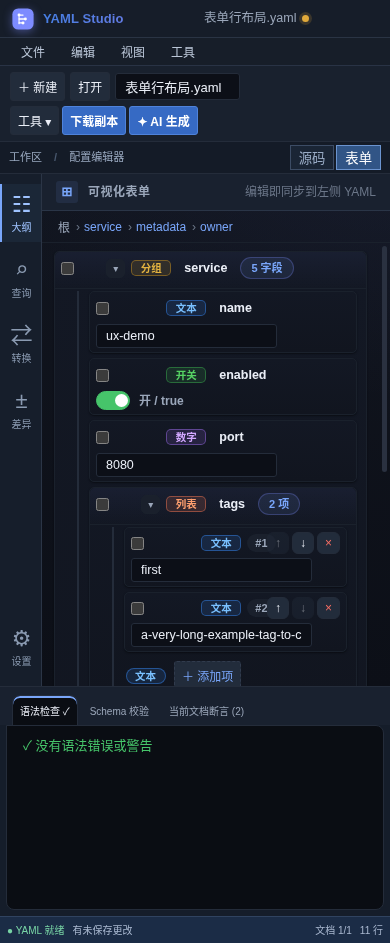 YAML Studio
表单行布局.yaml
文件 编辑 视图 工具
＋ 新建 打开 表单行布局.yaml
工具 ▾ 下载副本 ✦ AI 生成
工作区 / 配置编辑器 源码 表单
大纲
查询
转换
差异
设置
可视化表单 编辑即同步到左侧 YAML
根 › service › metadata › owner
▾ 分组 service 5 字段
文本 name
ux-demo
开关 enabled
开 / true
数字 port
8080
▾ 列表 tags 2 项
文本 #1 ↑ ↓ ×
first
文本 #2 ↑ ↓ ×
a-very-long-example-tag-to-c
文本 ＋ 添加项
语法检查 ✓ Schema 校验 当前文档断言 (2)
✓ 没有语法错误或警告
● YAML 就绪 有未保存更改 文档 1/1 11 行